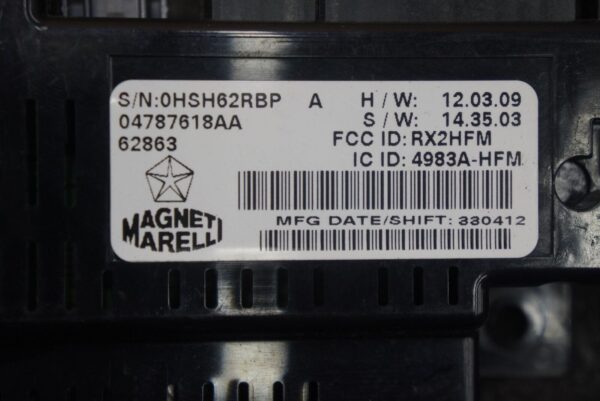 S/N:0HSH62RBP A H/W: 12.03.09
04787618AA S/W: 14.35.03
62863 FCC ID: RX2HFM
IC ID: 4983A-HFM
MAGNETI
MARELLI
MFG DATE/SHIFT: 330412